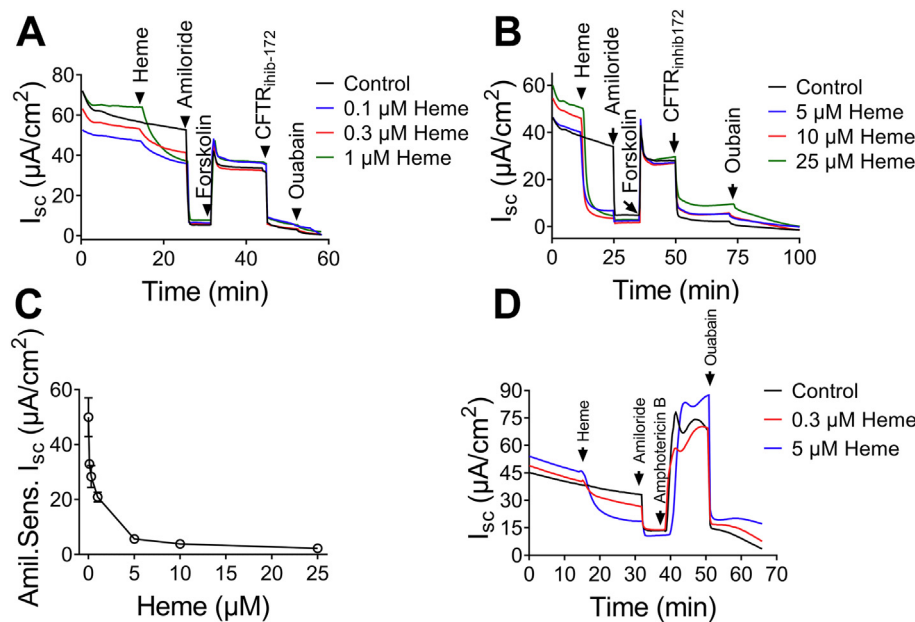 A
Heme
Amiloride
Forskolin
CFTRihib-172
Ouabain
Control
0.1 µM Heme
0.3 µM Heme
1 µM Heme
Isc (µA/cm2)
80
60
40
20
0
0 20 40 60
Time (min)
B
Heme
Amiloride
Forskolin
CFTRinhib172
Oubain
Control
5 µM Heme
10 µM Heme
25 µM Heme
Isc (µA/cm2)
60
50
40
30
20
10
0
0 25 50 75 100
Time (min)
C
Amil.Sens. Isc (µA/cm2)
60
40
20
0
0 5 10 15 20 25
Heme (µM)
D
Heme
Amiloride
Amphotericin B
Ouabain
Control
0.3 µM Heme
5 µM Heme
Isc (µA/cm2)
90
75
60
45
30
15
0
0 10 20 30 40 50 60 70
Time (min)